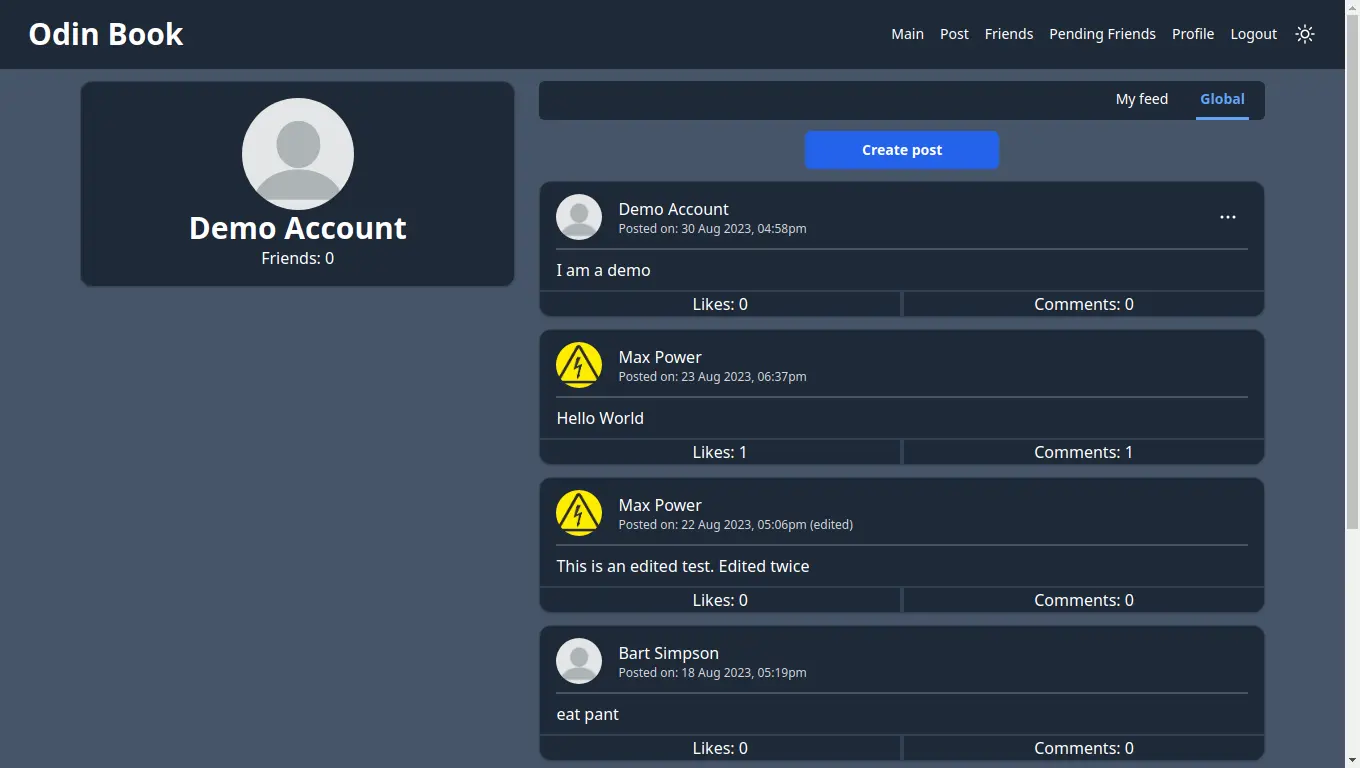 Odin Book
Main Post Friends Pending Friends Profile Logout
Demo Account
Friends: 0
My feed Global
Create post
Demo Account
Posted on: 30 Aug 2023, 04:58pm
I am a demo
Likes: 0 Comments: 0
Max Power
Posted on: 23 Aug 2023, 06:37pm
Hello World
Likes: 1 Comments: 1
Max Power
Posted on: 22 Aug 2023, 05:06pm (edited)
This is an edited test. Edited twice
Likes: 0 Comments: 0
Bart Simpson
Posted on: 18 Aug 2023, 05:19pm
eat pant
Likes: 0 Comments: 0